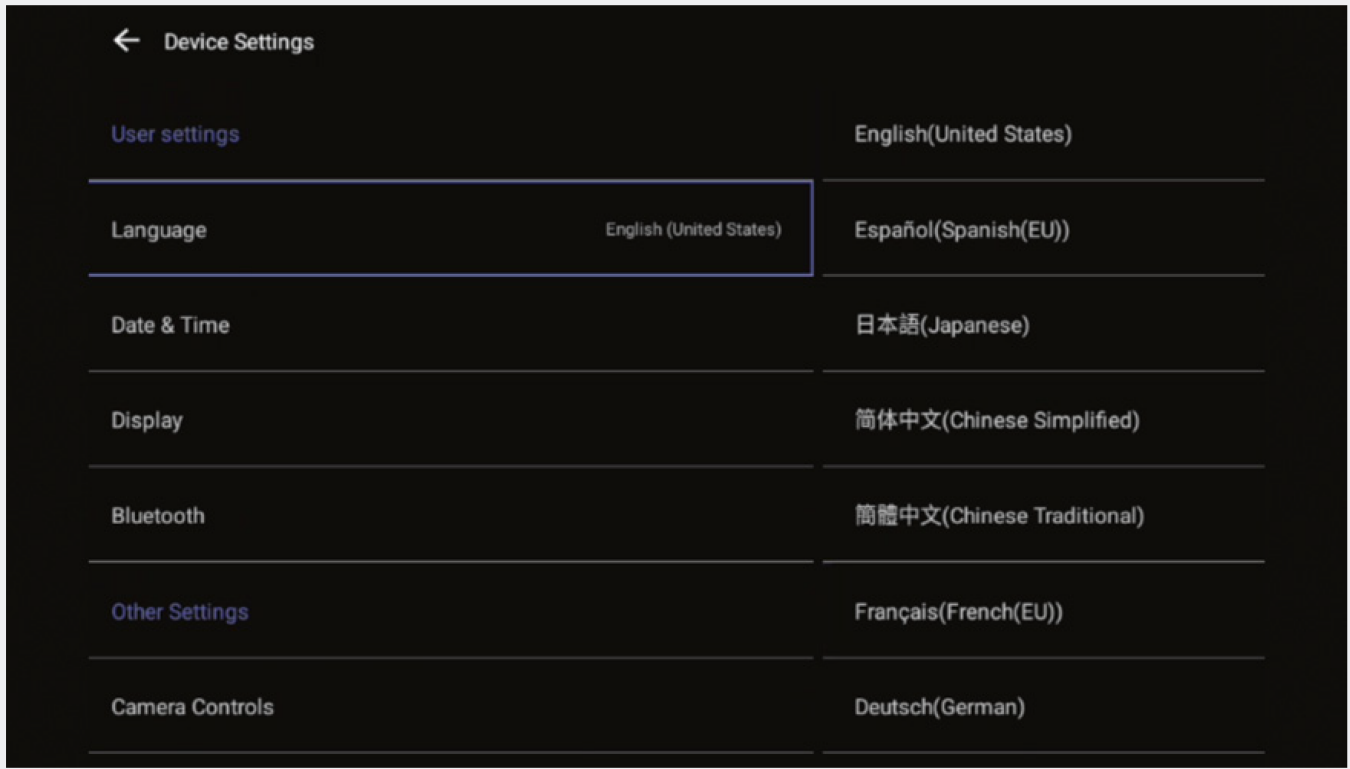 Device Settings
User settings
Language English (United States)
Date & Time
Display
Bluetooth
Other Settings
Camera Controls
English(United States)
Español(Spanish(EU))
日本語(Japanese)
简体中文(Chinese Simplified)
簡體中文(Chinese Traditional)
Français(French(EU))
Deutsch(German)